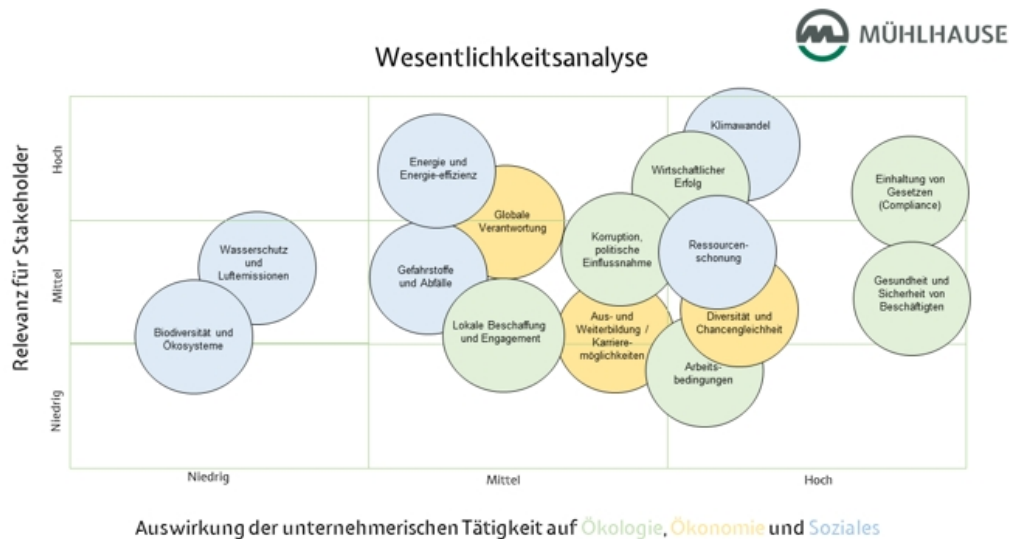 MÜHLHAUSE
Wesentlichkeitsanalyse
Relevanz für Stakeholder
Hoch
Mittel
Niedrig
Klimawandel
Energie und
Energie-effizienz
Wirtschaftlicher
Erfolg
Einhaltung von
Gesetzen
(Compliance)
Globale
Verantwortung
Wasserschutz
und
Luftemissionen
Korruption,
politische
Einflussnahme
Ressourcen-
schonung
Gefahrstoffe
und Abfälle
Gesundheit und
Sicherheit von
Beschäftigten
Biodiversität und
Ökosysteme
Lokale Beschaffung
und Engagement
Aus- und
Weiterbildung /
Karriere-
möglichkeiten
Diversität und
Chancengleichheit
Arbeits-
bedingungen
Niedrig
Mittel
Hoch
Auswirkung der unternehmerischen Tätigkeit auf Ökologie, Ökonomie und Soziales